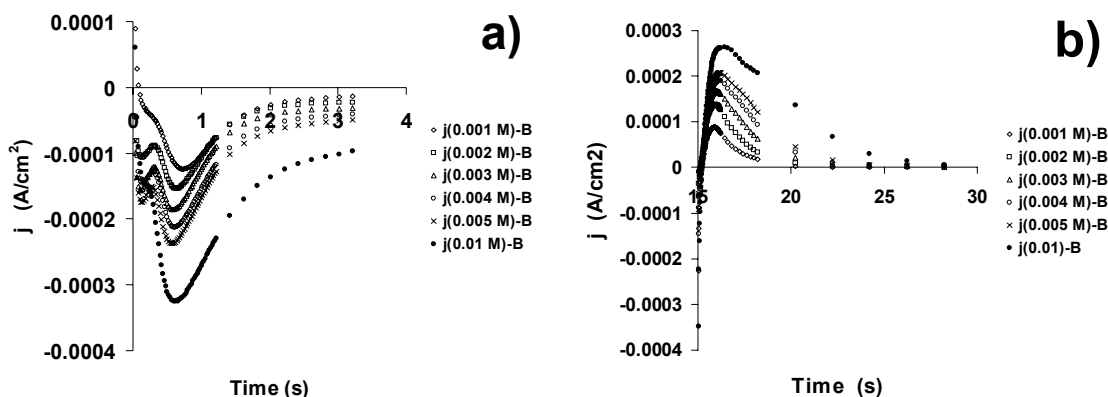 a)
0.0001
0
-0.0001
-0.0002
-0.0003
-0.0004
0 1 2 3 4
j (A/cm²)
Time (s)
j(0.001 M)-B
j(0.002 M)-B
j(0.003 M)-B
j(0.004 M)-B
j(0.005 M)-B
j(0.01 M)-B
b)
0.0003
0.0002
0.0001
0
-0.0001
-0.0002
-0.0003
-0.0004
15 20 25 30
j (A/cm2)
Time (s)
j(0.001 M)-B
j(0.002 M)-B
j(0.003 M)-B
j(0.004 M)-B
j(0.005 M)-B
j(0.01)-B